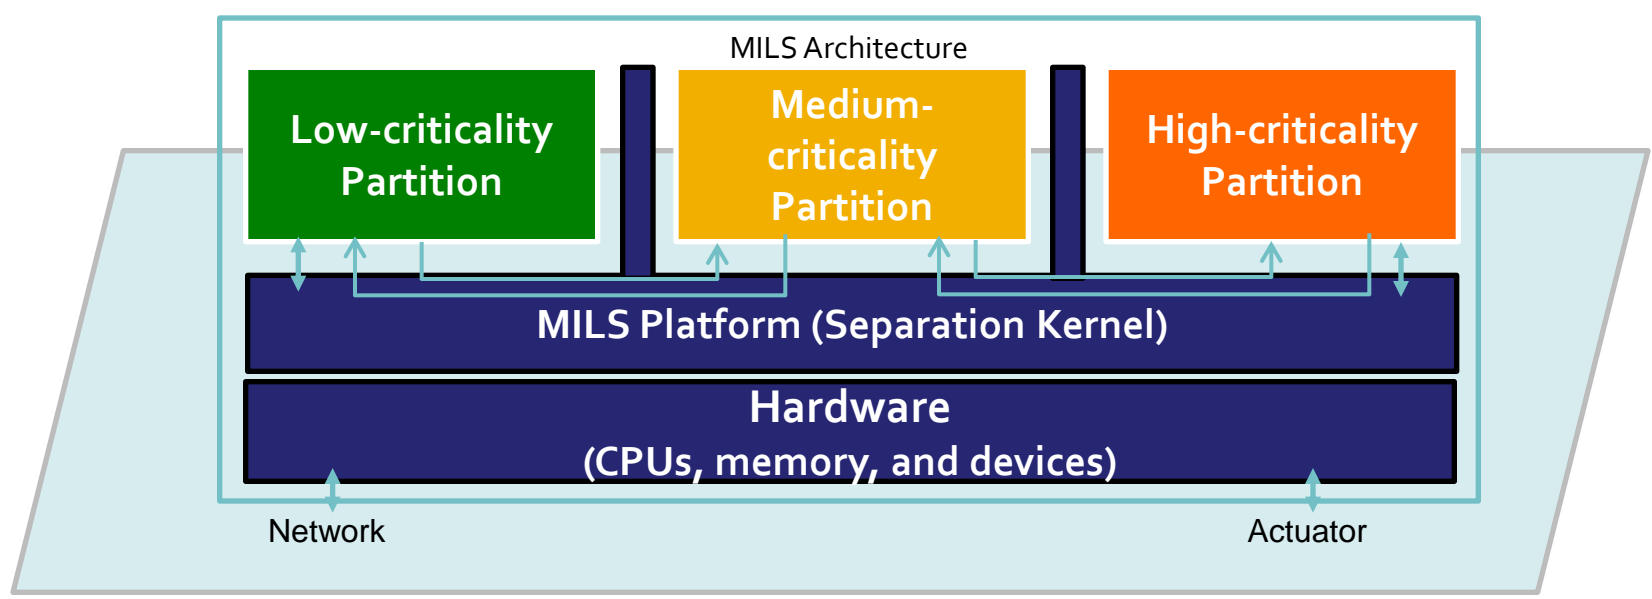 MILS Architecture
Low-criticality
Partition
Medium-
criticality
Partition
High-criticality
Partition
MILS Platform (Separation Kernel)
Hardware
(CPUs, memory, and devices)
Network
Actuator